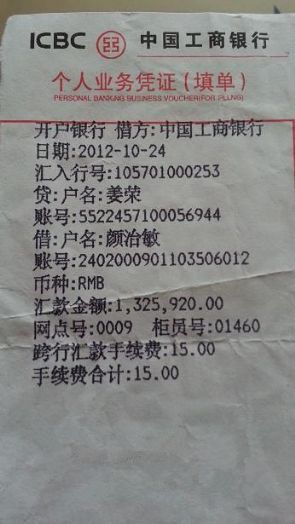 ICBC 中国工商银行
个人业务凭证(填单)
PERSONAL BANKING BUSINESS VOUCHER(FOR FILLING)
开户银行 借方:中国工商银行
日期:2012-10-24
汇入行号:105701000253
贷:户名:姜荣
账号:5522457100056944
借:户名:颜治敏
账号:2402000901103506012
币种:RMB
汇款金额:1,325,920.00
网点号:0009 柜员号:01460
跨行汇款手续费:15.00
手续费合计:15.00